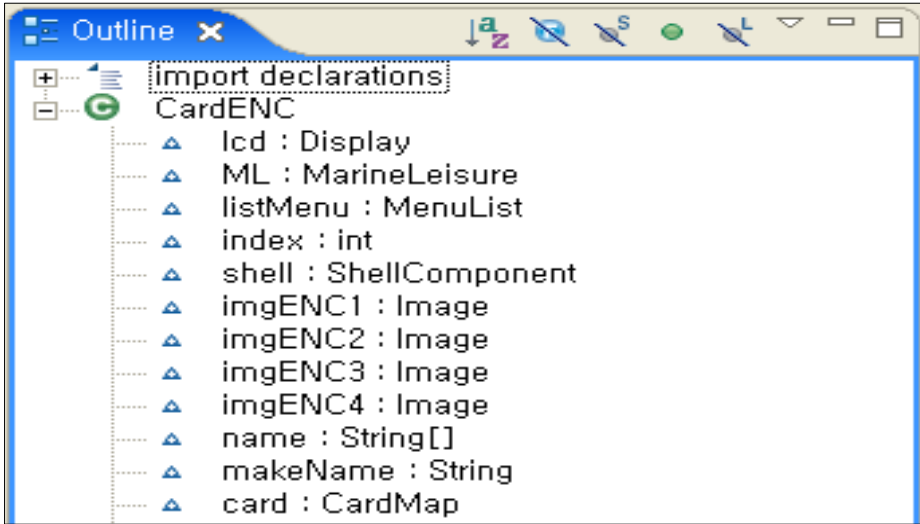 Outline
import declarations
CardENC
lcd : Display
ML : MarineLeisure
listMenu : MenuList
index : int
shell : ShellComponent
imgENC1 : Image
imgENC2 : Image
imgENC3 : Image
imgENC4 : Image
name : String[]
makeName : String
card : CardMap